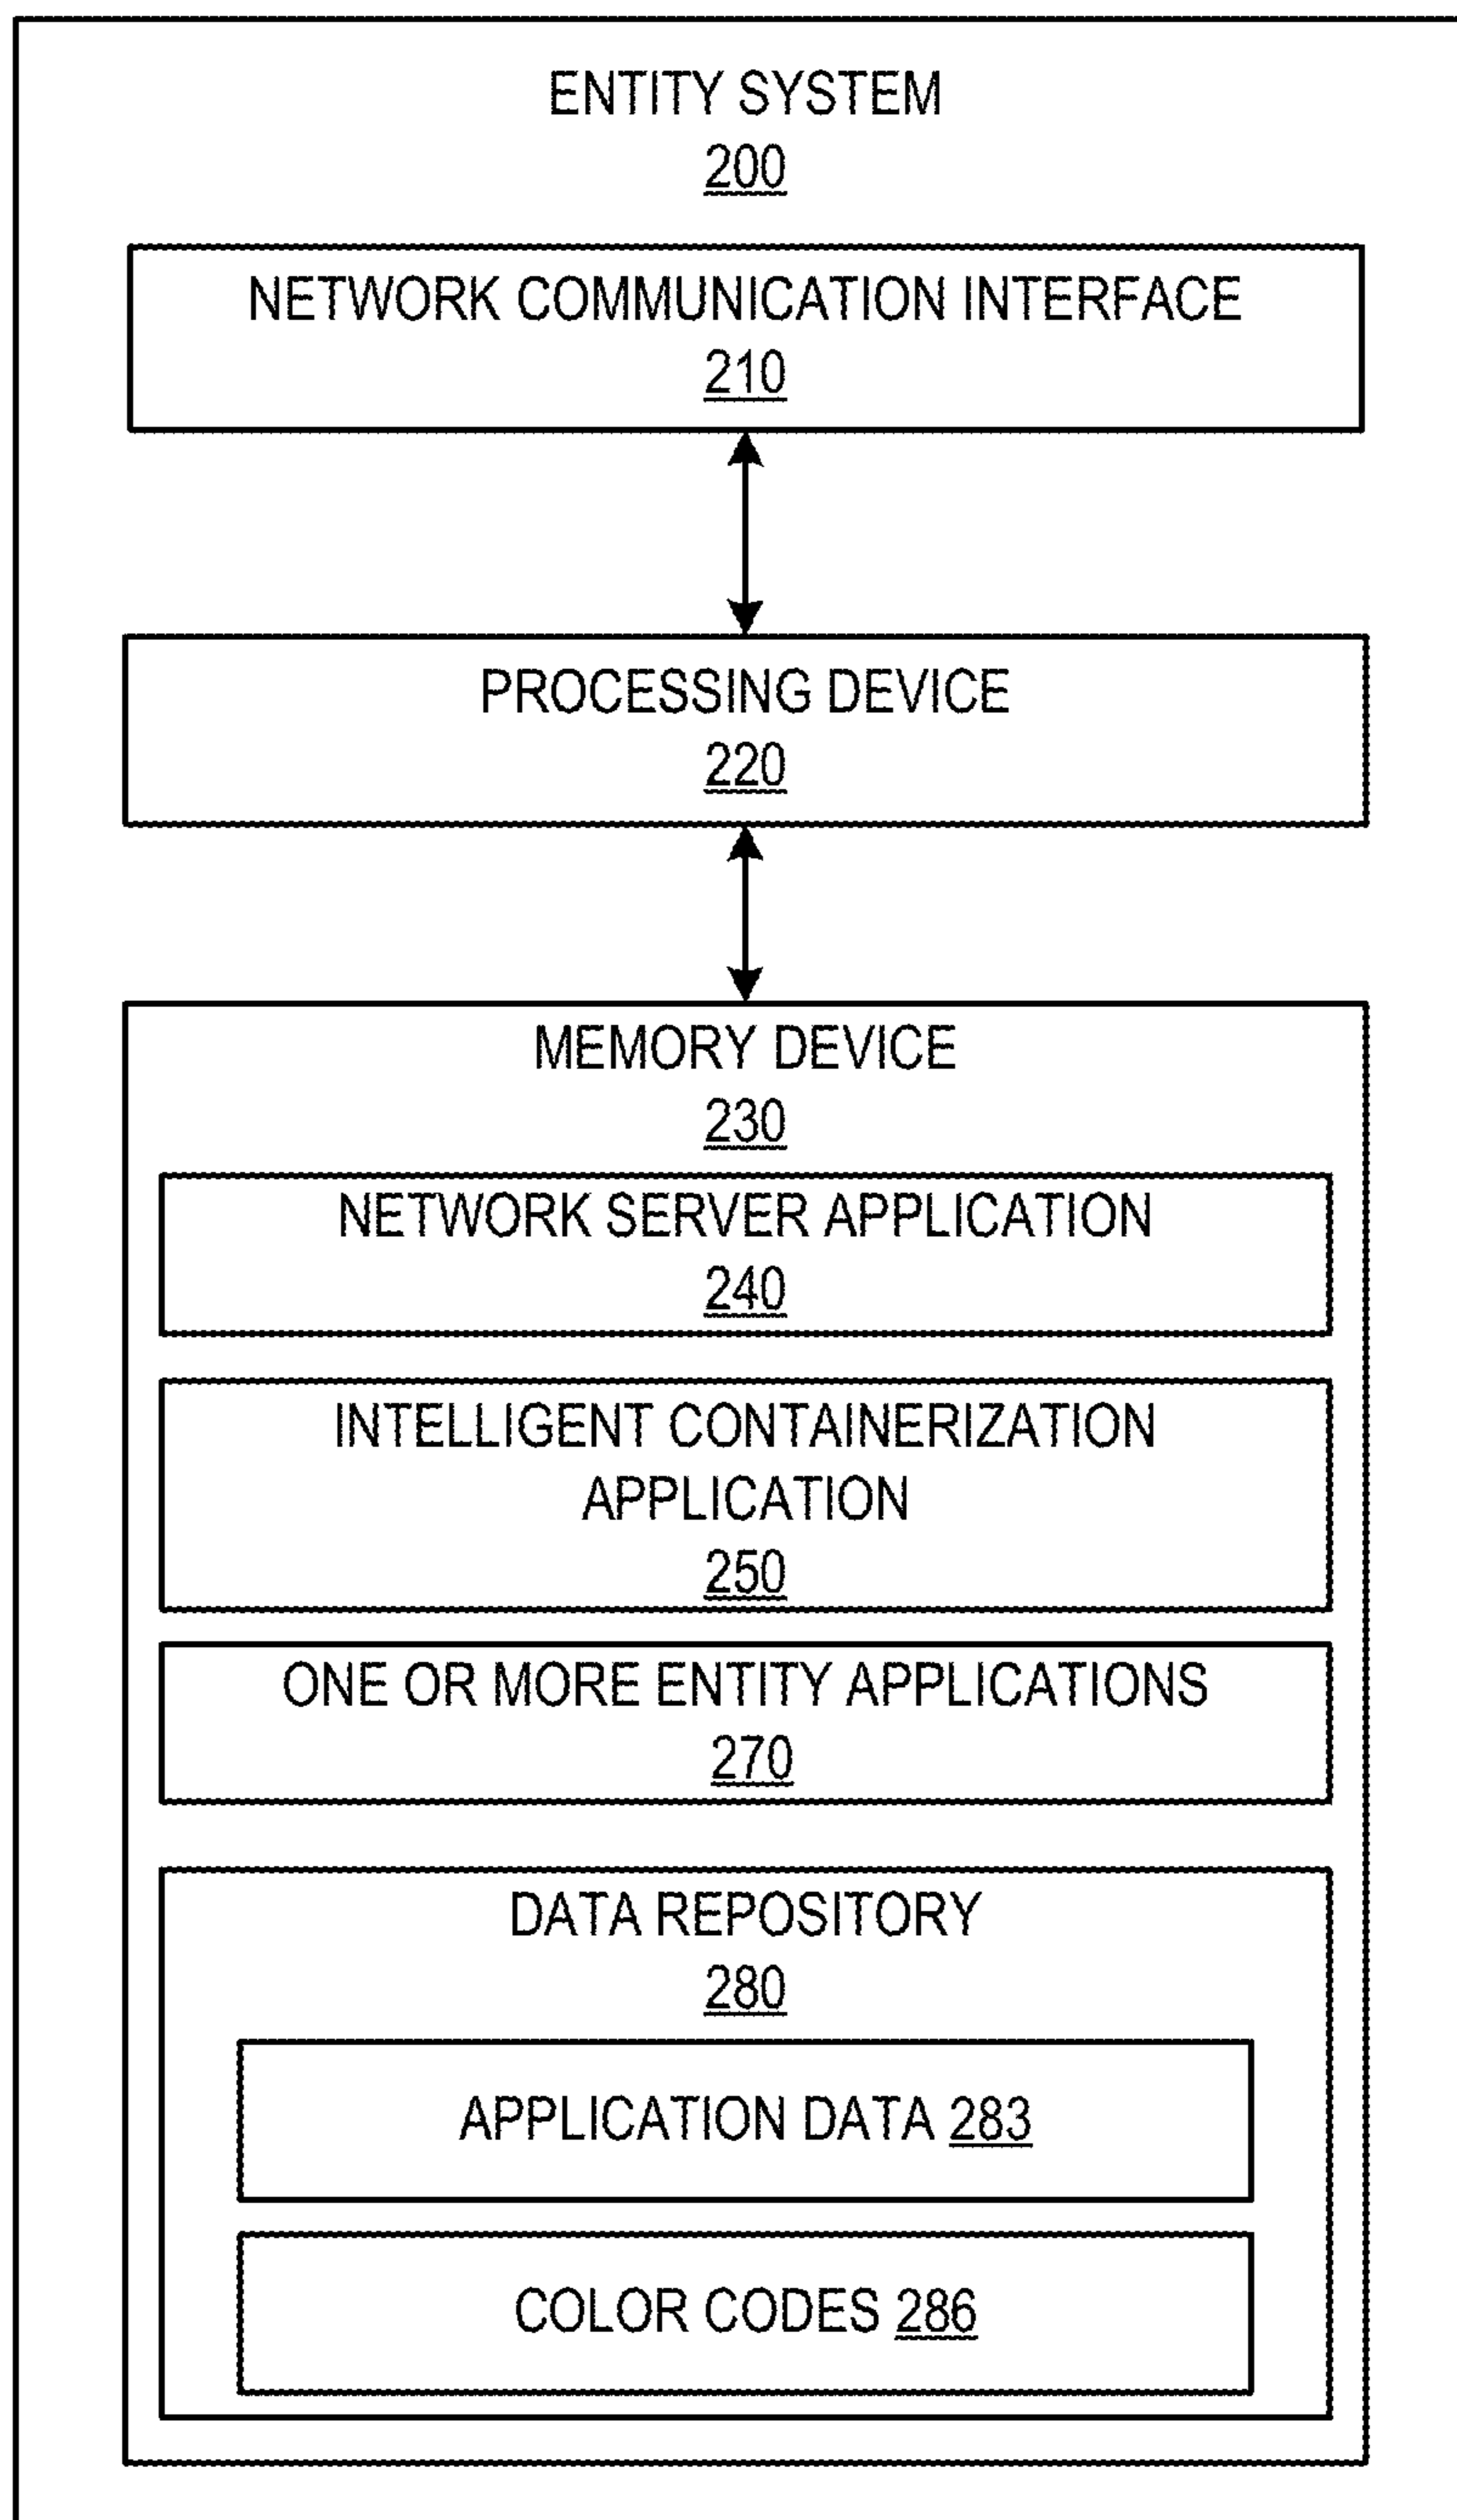 ENTITY SYSTEM
200
NETWORK COMMUNICATION INTERFACE
210
PROCESSING DEVICE
220
MEMORY DEVICE
230
NETWORK SERVER APPLICATION
240
INTELLIGENT CONTAINERIZATION
APPLICATION
250
ONE OR MORE ENTITY APPLICATIONS
270
DATA REPOSITORY
280
APPLICATION DATA 283
COLOR CODES 286